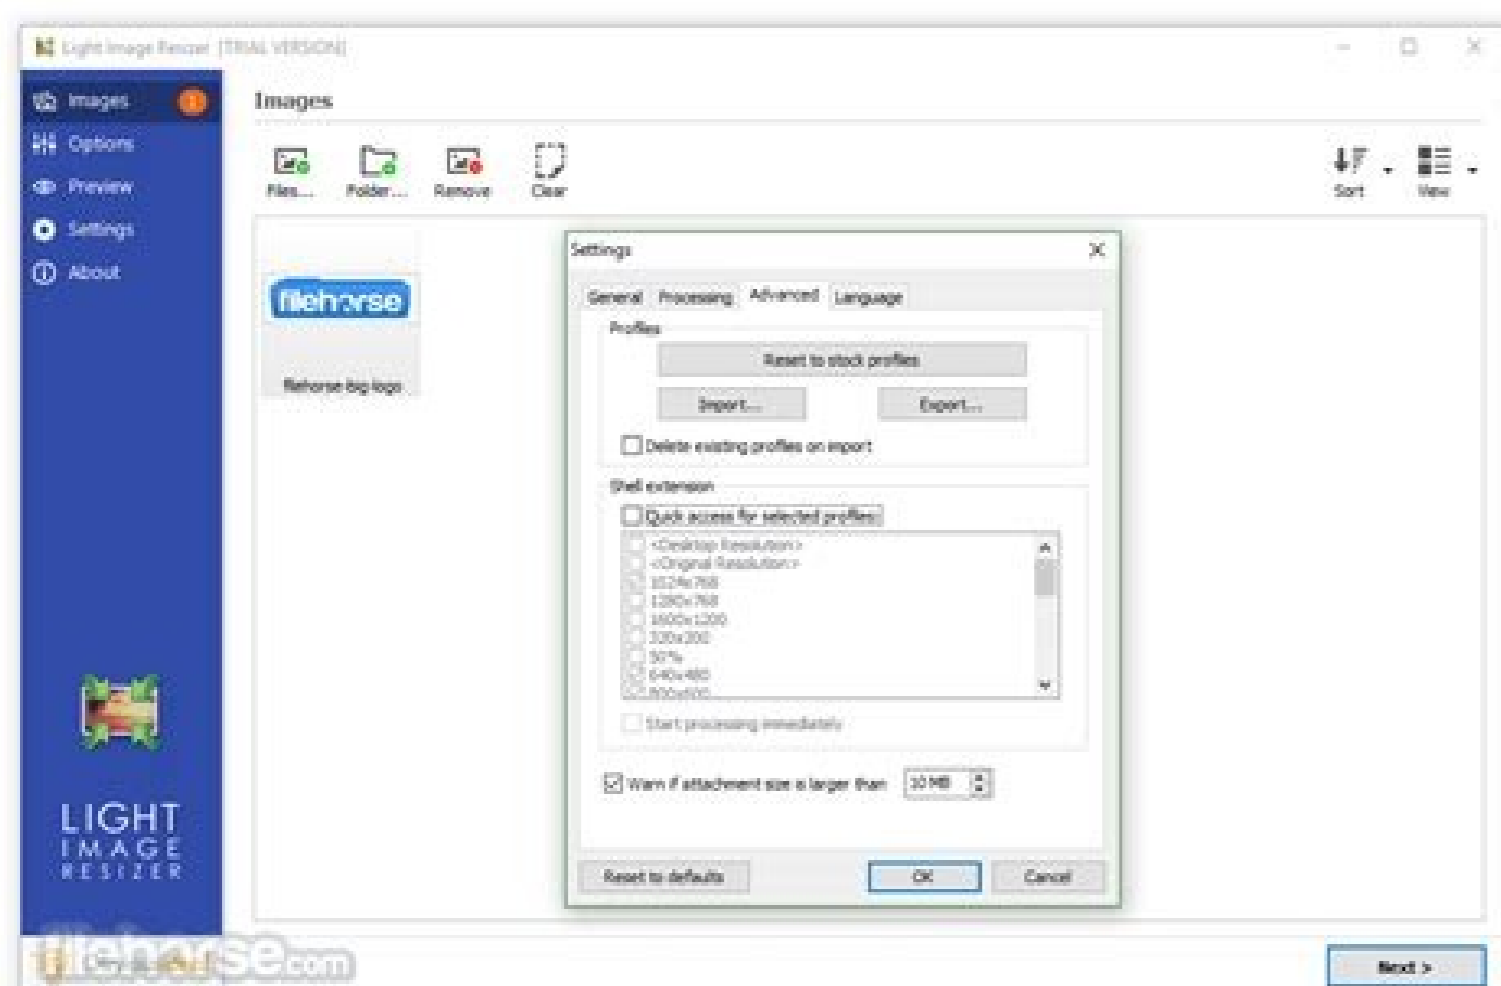 Light Image Resizer [TRIAL VERSION]
Images
Options
Preview
Settings
About
LIGHT
IMAGE
RESIZER
Images
Files...
Folder...
Remove
Clear
Sort
View
filehorse
filehorse big logo
Settings
General Processing Advanced Language
Profiles
Reset to stock profiles
Import...
Export...
Delete existing profiles on import
Shell extension
Quick access for selected profiles:
<Desktop Resolution>
<Original Resolution>
1024x768
1280x768
1600x1200
320x200
50%
640x480
800x600
Start processing immediately
Warn if attachment size is larger than 10 MB
Reset to defaults
OK
Cancel
filehorse.com
Next >